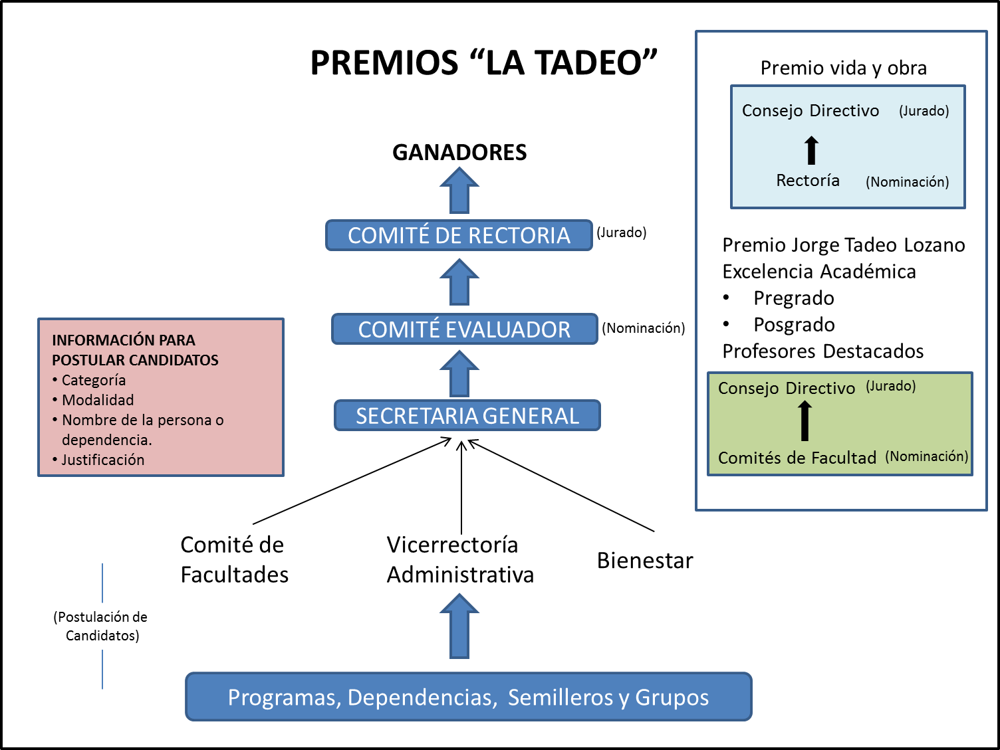 PREMIOS “LA TADEO”
GANADORES
COMITÉ DE RECTORIA
(Jurado)
COMITÉ EVALUADOR
(Nominación)
SECRETARIA GENERAL
INFORMACIÓN PARA
POSTULAR CANDIDATOS
• Categoría
• Modalidad
• Nombre de la persona o
dependencia.
• Justificación
Comité de
Facultades
Vicerrectoría
Administrativa
Bienestar
(Postulación de
Candidatos)
Programas, Dependencias, Semilleros y Grupos
Premio vida y obra
Consejo Directivo (Jurado)
Rectoría (Nominación)
Premio Jorge Tadeo Lozano
Excelencia Académica
• Pregrado
• Posgrado
Profesores Destacados
Consejo Directivo (Jurado)
Comités de Facultad (Nominación)